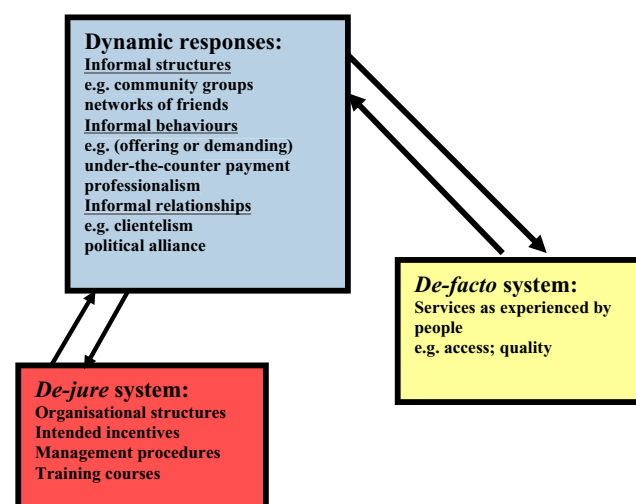 Dynamic responses:
Informal structures
e.g. community groups
networks of friends
Informal behaviours
e.g. (offering or demanding)
under-the-counter payment
professionalism
Informal relationships
e.g. clientelism
political alliance
De-facto system:
Services as experienced by
people
e.g. access; quality
De-jure system:
Organisational structures
Intended incentives
Management procedures
Training courses